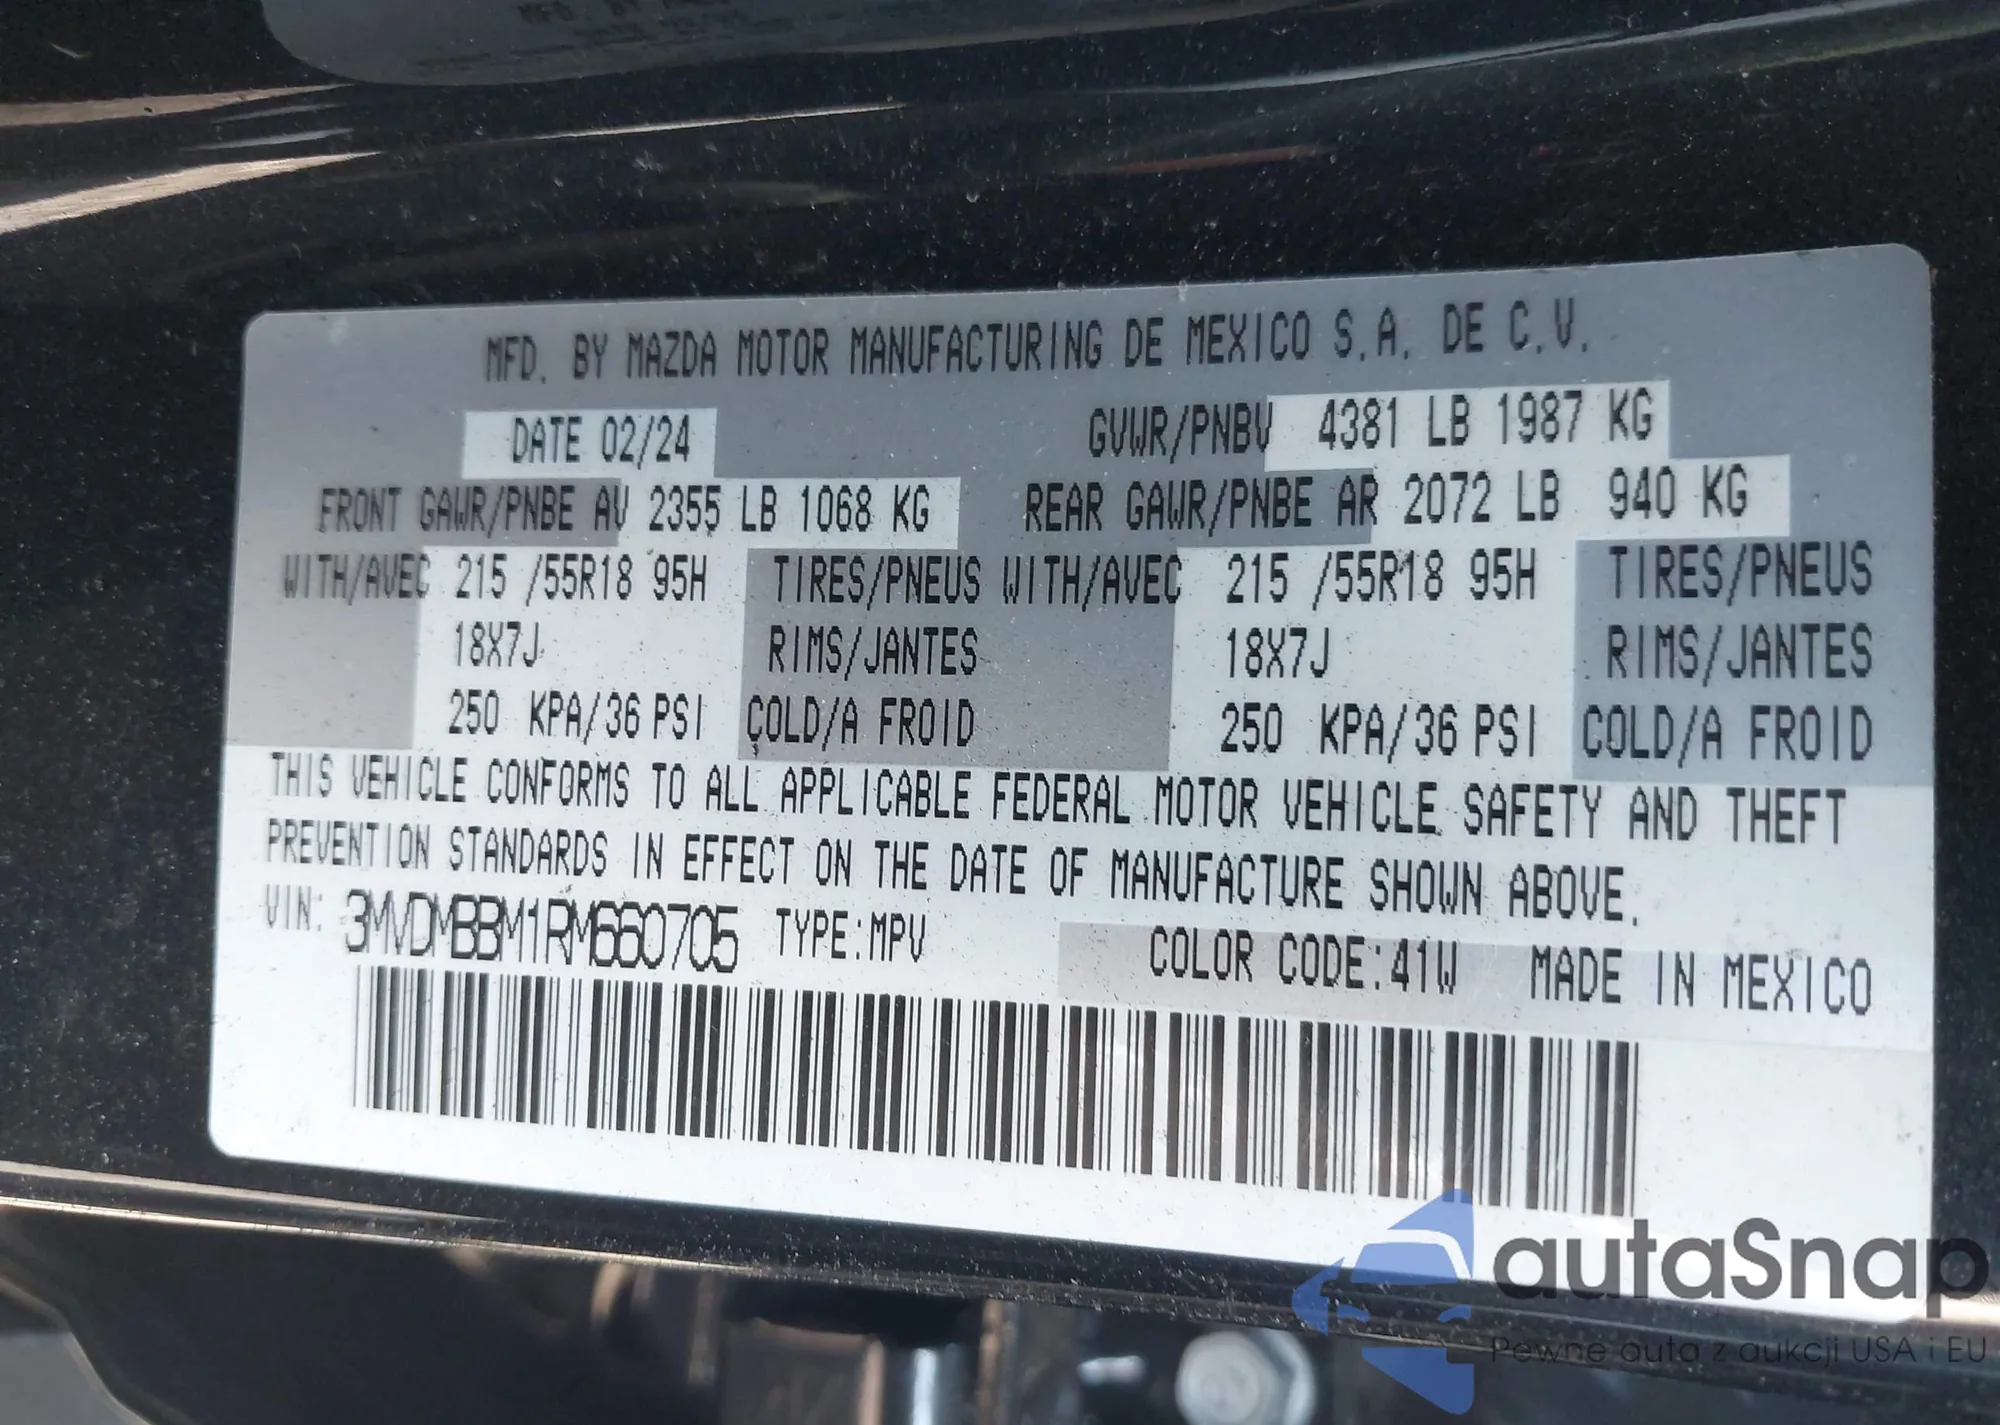 MFD. BY MAZDA MOTOR MANUFACTURING DE MEXICO S.A. DE C.V.
DATE 02/24 GVWR/PNBV 4381 LB 1987 KG
FRONT GAWR/PNBE AV 2355 LB 1068 KG REAR GAWR/PNBE AR 2072 LB 940 KG
WITH/AVEC 215 /55R18 95H TIRES/PNEUS WITH/AVEC 215 /55R18 95H TIRES/PNEUS
18X7J RIMS/JANTES 18X7J RIMS/JANTES
250 KPA/36 PSI COLD/A FROID 250 KPA/36 PSI COLD/A FROID
THIS VEHICLE CONFORMS TO ALL APPLICABLE FEDERAL MOTOR VEHICLE SAFETY AND THEFT
PREVENTION STANDARDS IN EFFECT ON THE DATE OF MANUFACTURE SHOWN ABOVE.
VIN: 3MVDMBBM1RM660705 TYPE:MPV COLOR CODE:41W MADE IN MEXICO
autaSnap
Pewne auta z aukcji USA i EU